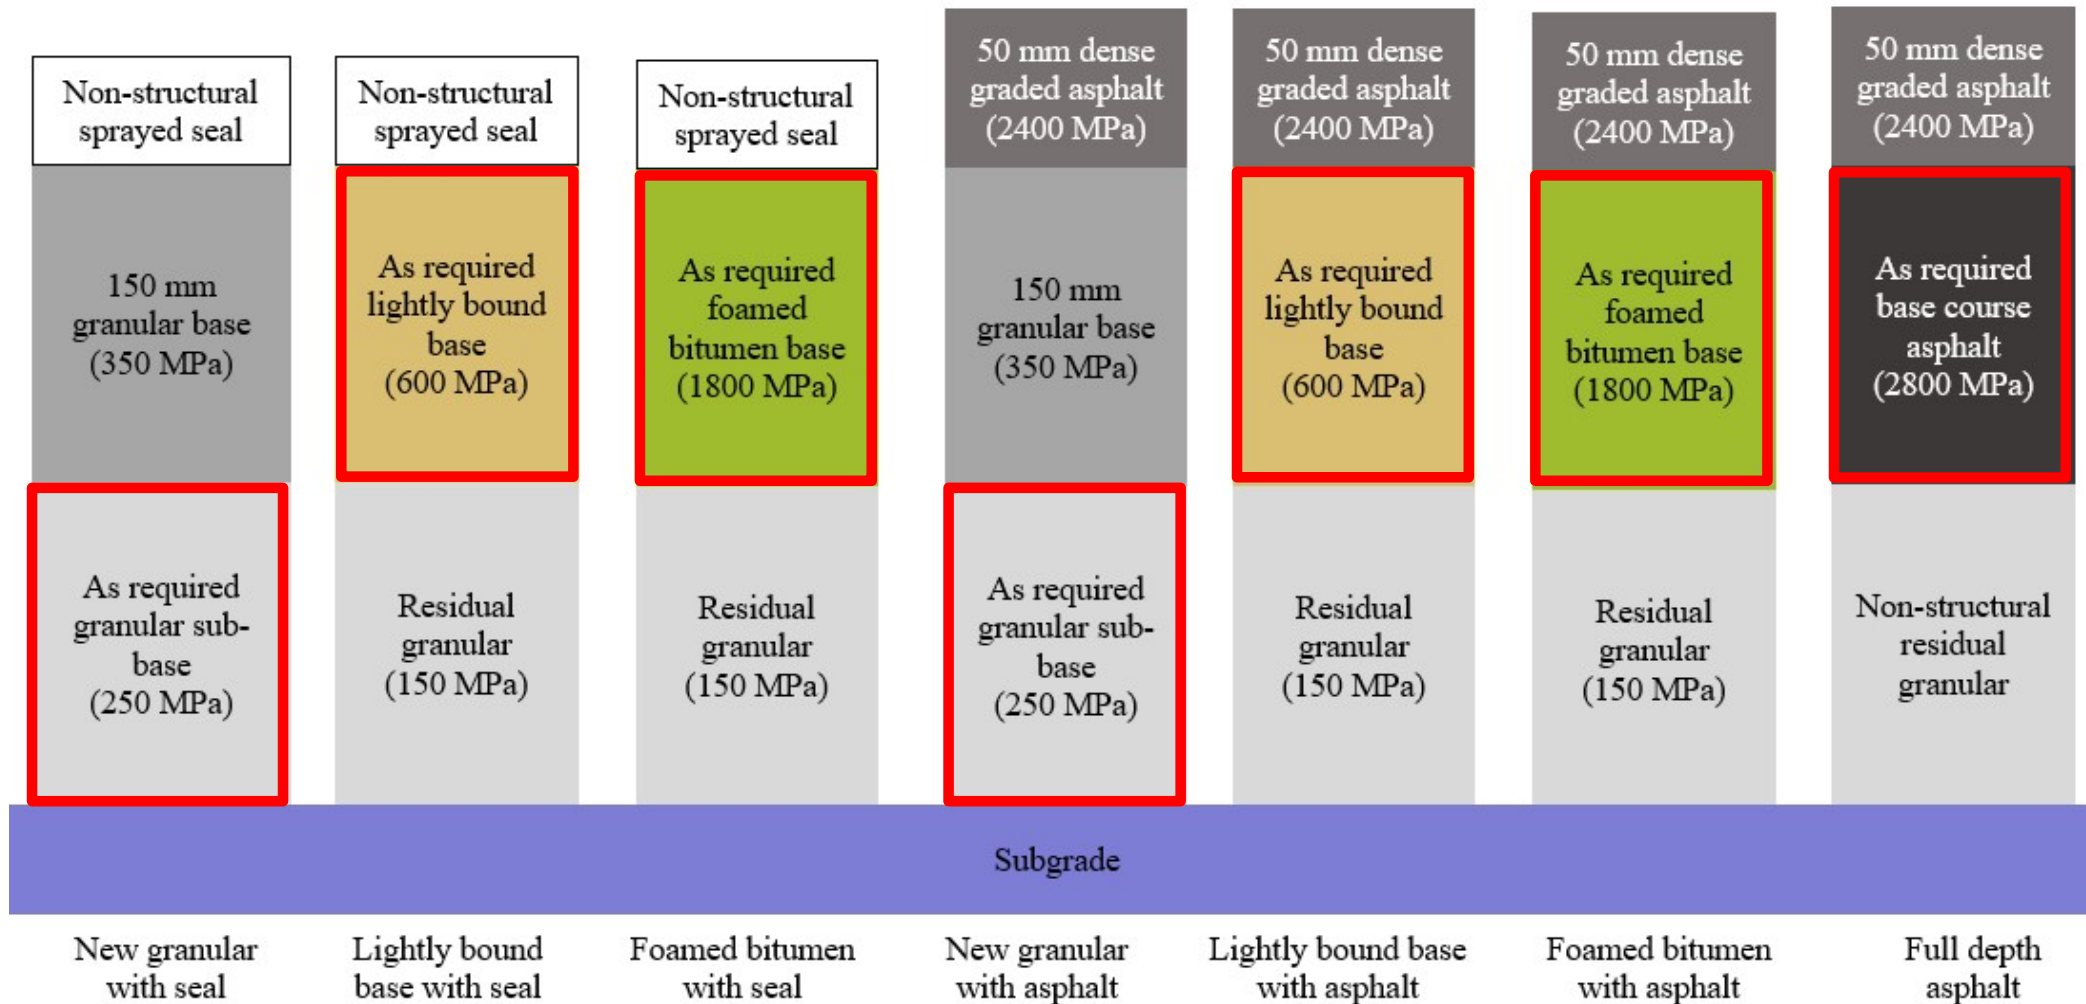 Non-structural
sprayed seal
150 mm
granular base
(350 MPa)
As required
granular sub-
base
(250 MPa)
Non-structural
sprayed seal
As required
lightly bound
base
(600 MPa)
Residual
granular
(150 MPa)
Non-structural
sprayed seal
As required
foamed
bitumen base
(1800 MPa)
Residual
granular
(150 MPa)
50 mm dense
graded asphalt
(2400 MPa)
150 mm
granular base
(350 MPa)
As required
granular sub-
base
(250 MPa)
50 mm dense
graded asphalt
(2400 MPa)
As required
lightly bound
base
(600 MPa)
Residual
granular
(150 MPa)
50 mm dense
graded asphalt
(2400 MPa)
As required
foamed
bitumen base
(1800 MPa)
Residual
granular
(150 MPa)
50 mm dense
graded asphalt
(2400 MPa)
As required
base course
asphalt
(2800 MPa)
Non-structural
residual
granular
Subgrade
New granular
with seal
Lightly bound
base with seal
Foamed bitumen
with seal
New granular
with asphalt
Lightly bound base
with asphalt
Foamed bitumen
with asphalt
Full depth
asphalt